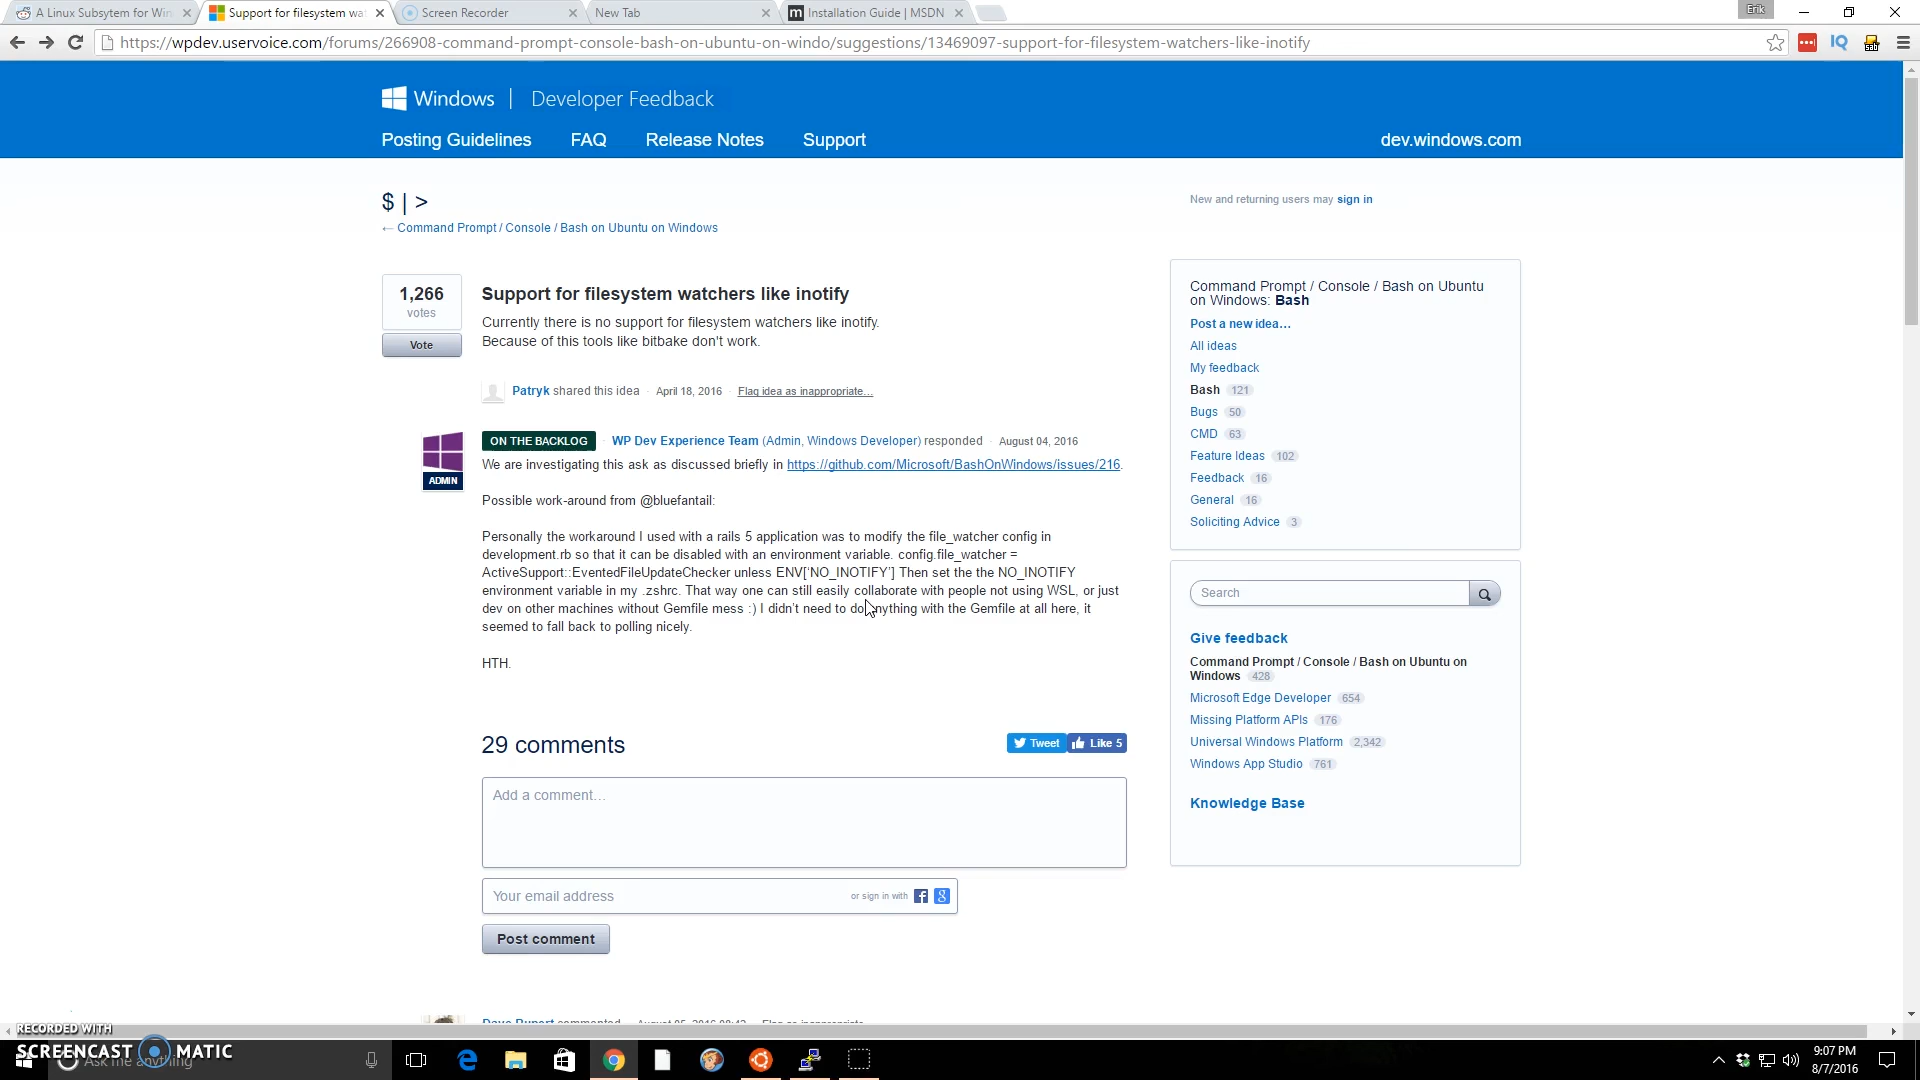 A Linux Subsytem for Win
Support for filesystem wat
Screen Recorder
New Tab
m Installation Guide | MSDN
Erik
https://wpdev.uservoice.com/forums/266908-command-prompt-console-bash-on-ubuntu-on-windo/suggestions/13469097-support-for-filesystem-watchers-like-inotify
IQ
Windows | Developer Feedback
Posting Guidelines FAQ Release Notes Support dev.windows.com
$ | >
New and returning users may sign in
← Command Prompt / Console / Bash on Ubuntu on Windows
1,266
votes
Vote
Support for filesystem watchers like inotify
Currently there is no support for filesystem watchers like inotify.
Because of this tools like bitbake don't work.
Patryk shared this idea · April 18, 2016 · Flag idea as inappropriate…
ADMIN
ON THE BACKLOG · WP Dev Experience Team (Admin, Windows Developer) responded · August 04, 2016
We are investigating this ask as discussed briefly in https://github.com/Microsoft/BashOnWindows/issues/216.
Possible work-around from @bluefantail:
Personally the workaround I used with a rails 5 application was to modify the file_watcher config in
development.rb so that it can be disabled with an environment variable. config.file_watcher =
ActiveSupport::EventedFileUpdateChecker unless ENV['NO_INOTIFY'] Then set the the NO_INOTIFY
environment variable in my .zshrc. That way one can still easily collaborate with people not using WSL, or just
dev on other machines without Gemfile mess :) I didn't need to do anything with the Gemfile at all here, it
seemed to fall back to polling nicely.
HTH.
29 comments
Tweet
Like 5
Add a comment…
Your email address
or sign in with
Post comment
Dave Rupert commented · August 05, 2016 · Flag as inappropriate
Command Prompt / Console / Bash on Ubuntu
on Windows: Bash
Post a new idea…
All ideas
My feedback
Bash 121
Bugs 50
CMD 63
Feature Ideas 102
Feedback 16
General 16
Soliciting Advice 3
Search
Give feedback
Command Prompt / Console / Bash on Ubuntu on
Windows 428
Microsoft Edge Developer 654
Missing Platform APIs 176
Universal Windows Platform 2,342
Windows App Studio 761
Knowledge Base
RECORDED WITH
SCREENCAST MATIC
Ask me anything
9:07 PM
8/7/2016